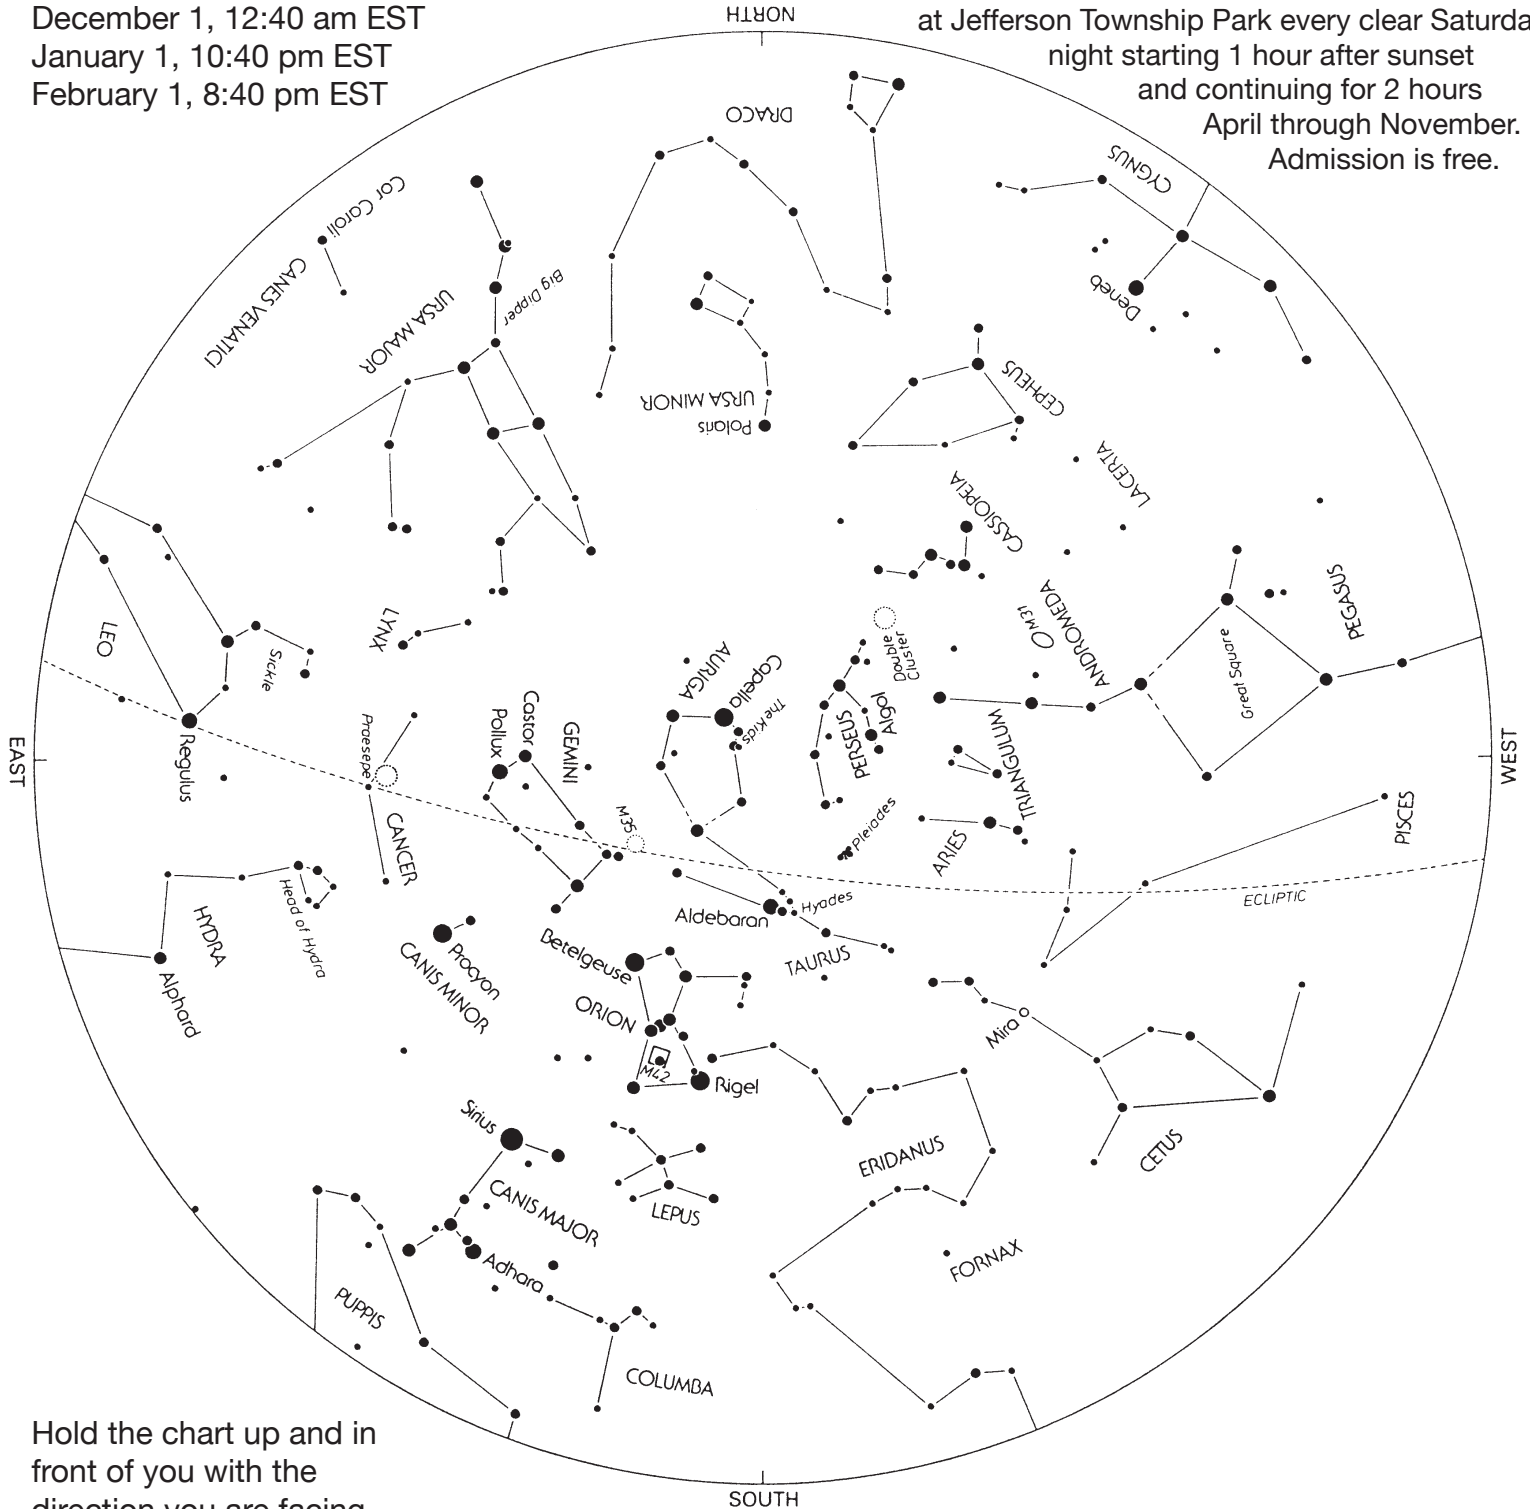 December 1, 12:40 am EST
January 1, 10:40 pm EST
February 1, 8:40 pm EST
at Jefferson Township Park every clear Saturda
night starting 1 hour after sunset
and continuing for 2 hours
April through November.
Admission is free.
NORTH
DRACO
CYGNUS
Deneb
Cor Caroli
CANES VENATICI
URSA MAJOR
Big Dipper
URSA MINOR
Polaris
CEPHEUS
LACERTA
CASSIOPEIA
LEO
Sickle
Regulus
LYNX
AURIGA
Capella
The Kids
Double
Cluster
PERSEUS
Algol
M31
ANDROMEDA
TRIANGULUM
Great Square
PEGASUS
EAST
WEST
Praesepe
CANCER
Pollux
Castor
GEMINI
M35
Pleiades
ARIES
PISCES
ECLIPTIC
HYDRA
Head of Hydra
Alphard
Procyon
CANIS MINOR
Aldebaran
Hyades
TAURUS
Betelgeuse
ORION
M42
Rigel
Mira
CETUS
Sirius
CANIS MAJOR
Adhara
LEPUS
ERIDANUS
FORNAX
PUPPIS
COLUMBA
Hold the chart up and in
front of you with the
direction you are facing
SOUTH